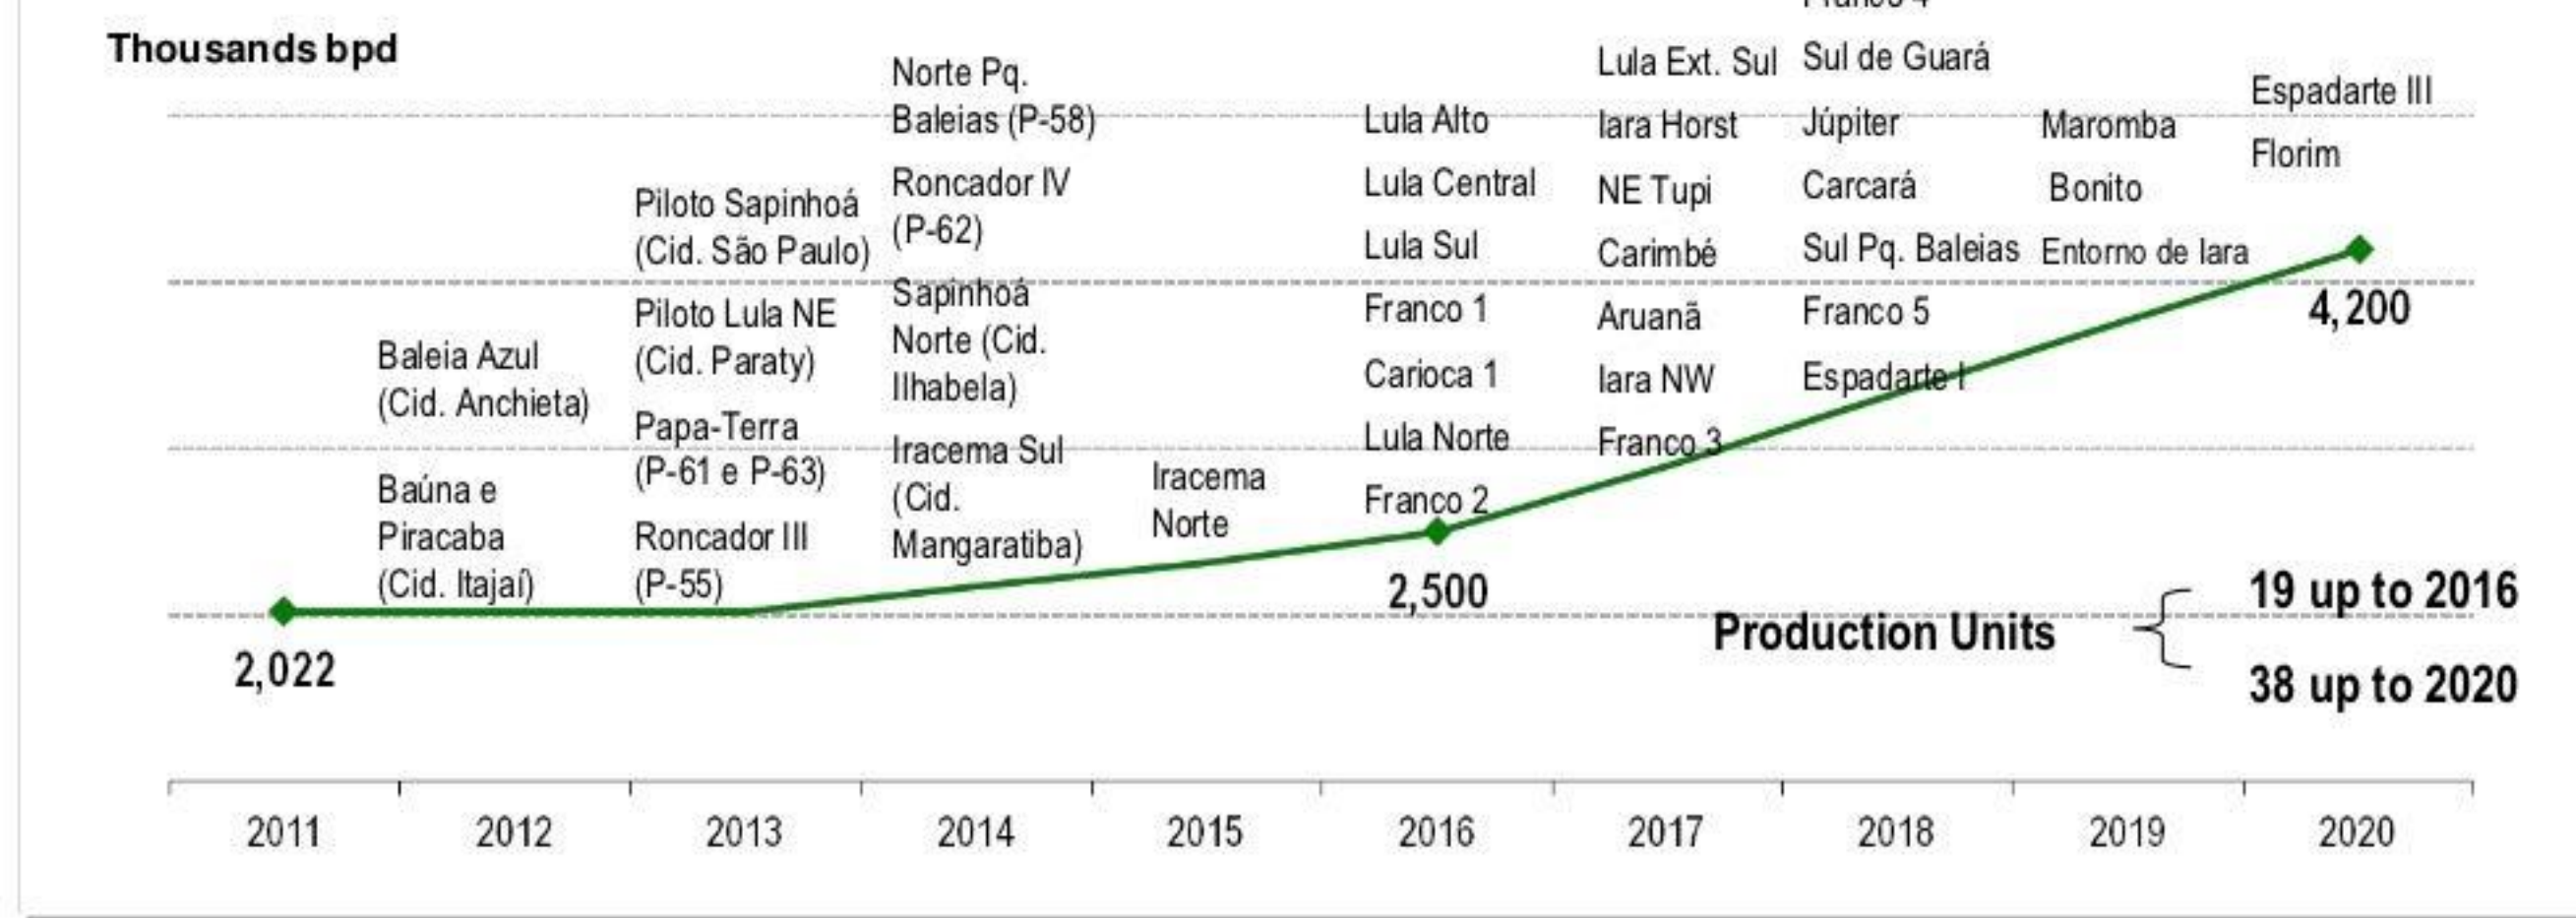 Thousands bpd
Baleia Azul
(Cid. Anchieta)
Baúna e
Piracaba
(Cid. Itajaí)
Piloto Sapinhoá
(Cid. São Paulo)
Piloto Lula NE
(Cid. Paraty)
Papa-Terra
(P-61 e P-63)
Roncador III
(P-55)
Norte Pq.
Baleias (P-58)
Roncador IV
(P-62)
Sapinhoá
Norte (Cid.
Ilhabela)
Iracema Sul
(Cid.
Mangaratiba)
Iracema
Norte
Lula Alto
Lula Central
Lula Sul
Franco 1
Carioca 1
Lula Norte
Franco 2
Lula Ext. Sul
Iara Horst
NE Tupi
Carimbé
Aruanã
Iara NW
Franco 3
Sul de Guará
Júpiter
Carcará
Sul Pq. Baleias
Franco 5
Espadarte I
Maromba
Bonito
Entorno de Iara
Espadarte III
Florim
2,022
2,500
4,200
Production Units
19 up to 2016
38 up to 2020
2011 2012 2013 2014 2015 2016 2017 2018 2019 2020